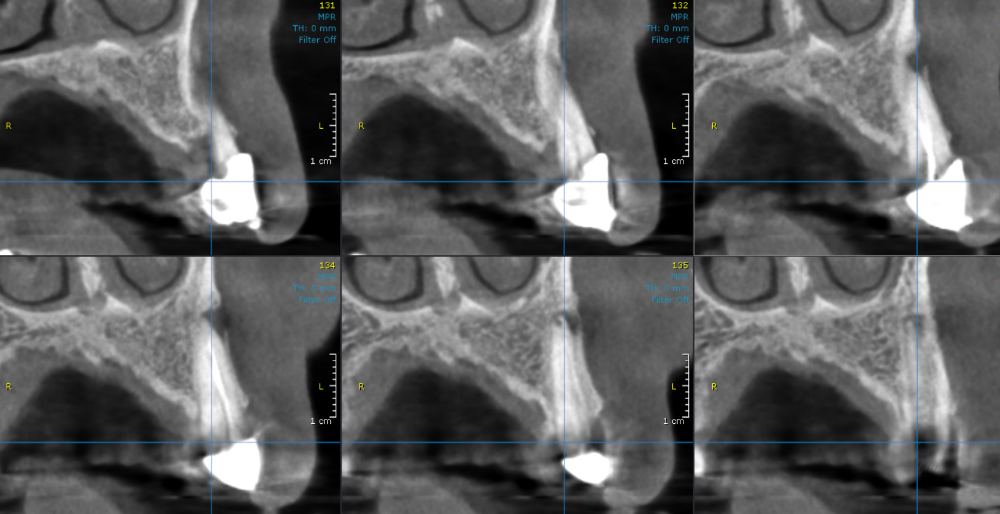 131
MPR
TH: 0 mm
Filter Off
R
L
1 cm
132
MPR
TH: 0 mm
Filter Off
R
L
1 cm
R
134
MPR
TH: 0 mm
Filter Off
R
L
1 cm
135
MPR
TH: 0 mm
Filter Off
R
L
1 cm
R